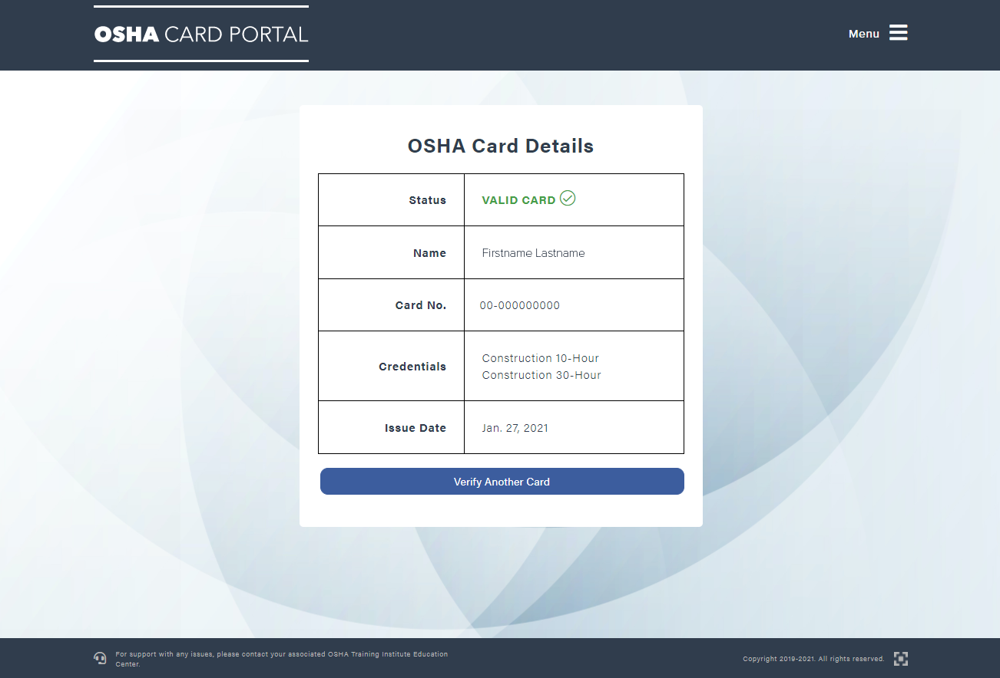 OSHA CARD PORTAL
Menu
OSHA Card Details
Status
VALID CARD
Name
Firstname Lastname
Card No.
00-000000000
Credentials
Construction 10-Hour
Construction 30-Hour
Issue Date
Jan. 27, 2021
Verify Another Card
For support with any issues, please contact your associated OSHA Training Institute Education
Center.
Copyright 2019-2021. All rights reserved.